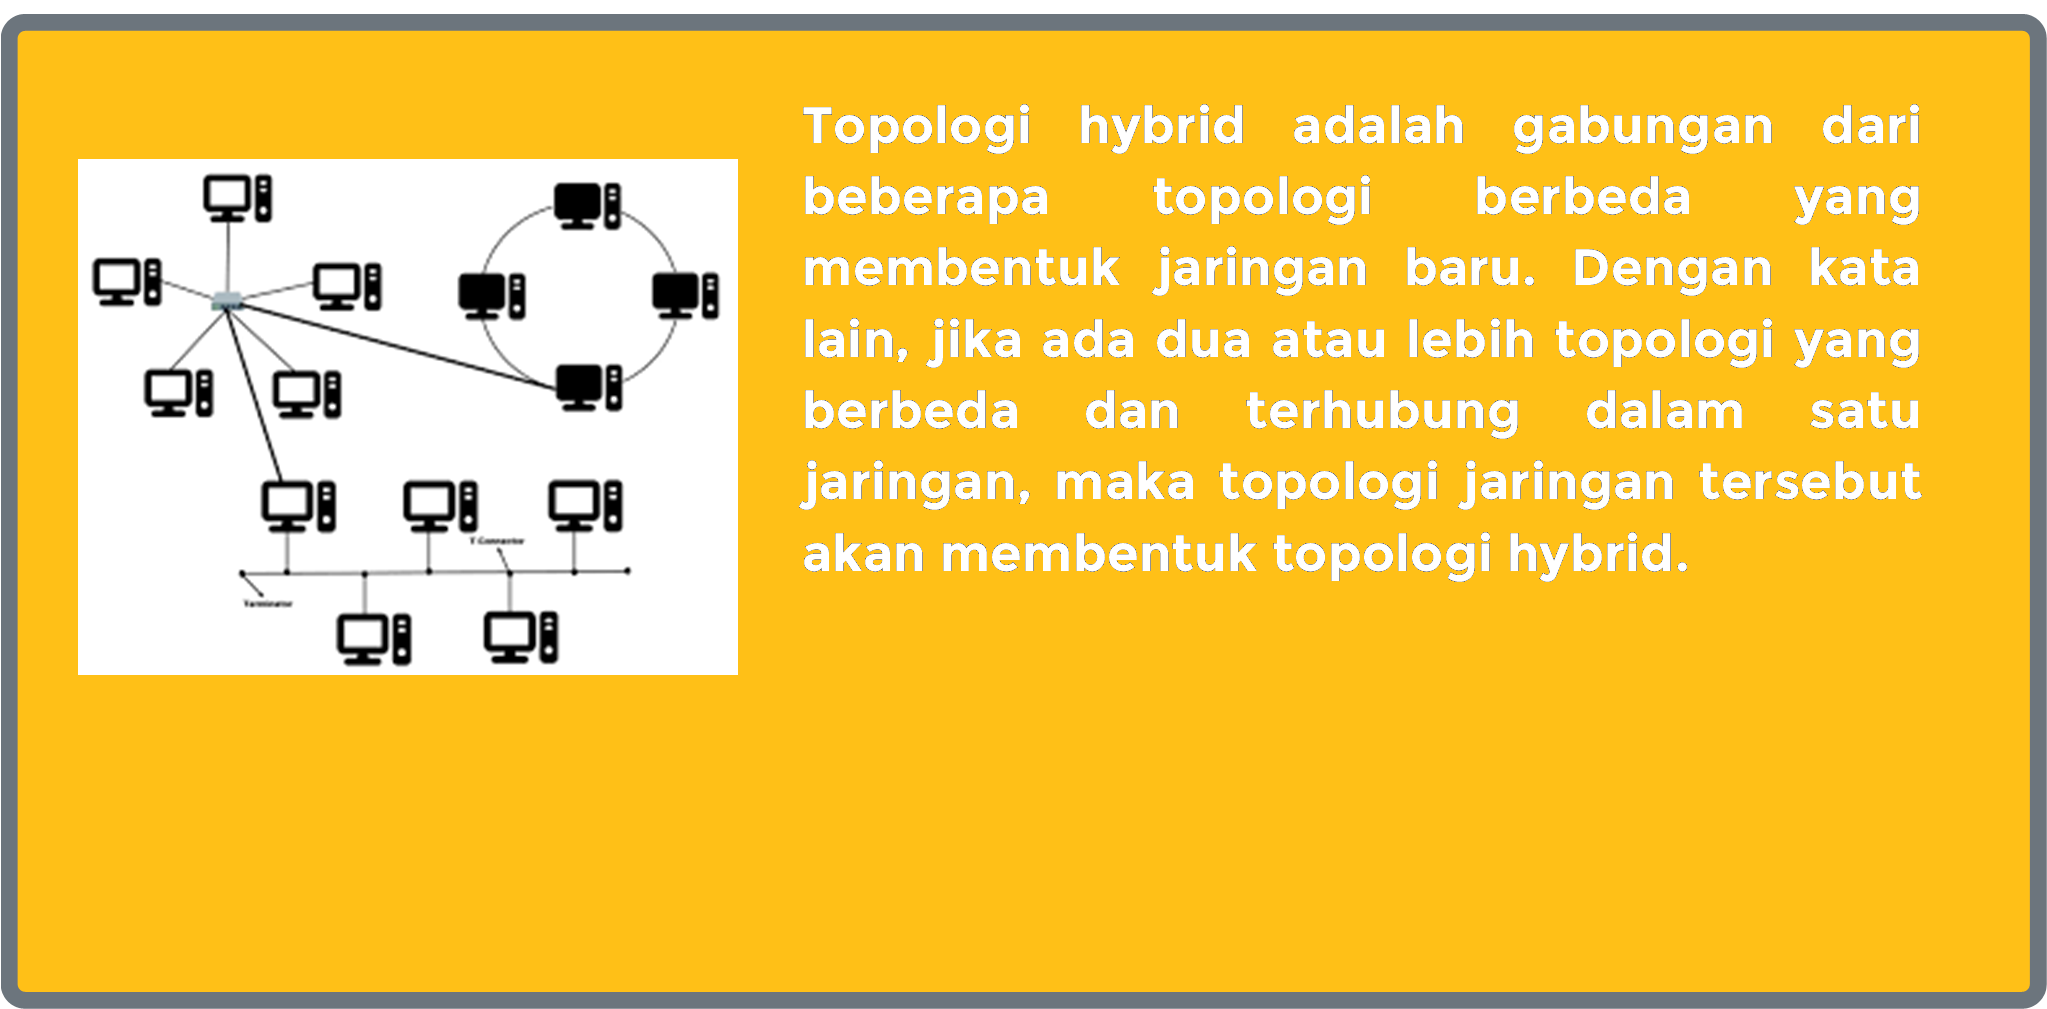 Topologi hybrid adalah gabungan dari
beberapa topologi berbeda yang
membentuk jaringan baru. Dengan kata
lain, jika ada dua atau lebih topologi yang
berbeda dan terhubung dalam satu
jaringan, maka topologi jaringan tersebut
akan membentuk topologi hybrid.
T Connector
Terminator